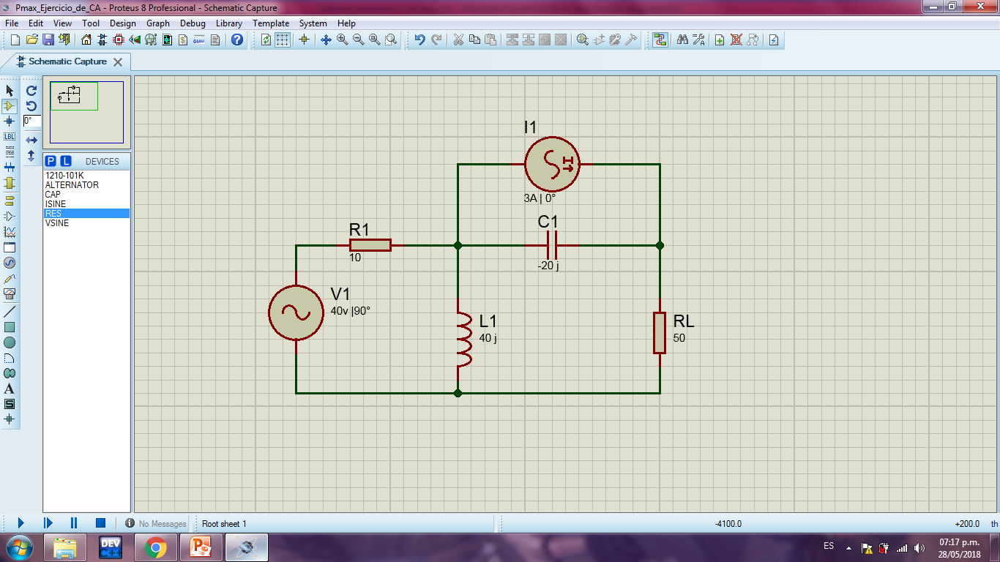 Pmax_Ejercicio_de_CA - Proteus 8 Professional - Schematic Capture
File Edit View Tool Design Graph Debug Library Template System Help
Schematic Capture
0°
LBL
P L DEVICES
1210-101K
ALTERNATOR
CAP
ISINE
RES
VSINE
A
S
I1
3A | 0°
C1
-20 j
R1
10
V1
40v |90°
L1
40 j
RL
50
No Messages
Root sheet 1
-4100.0
+200.0
th
DEV
C++
ES
07:17 p.m.
28/05/2018